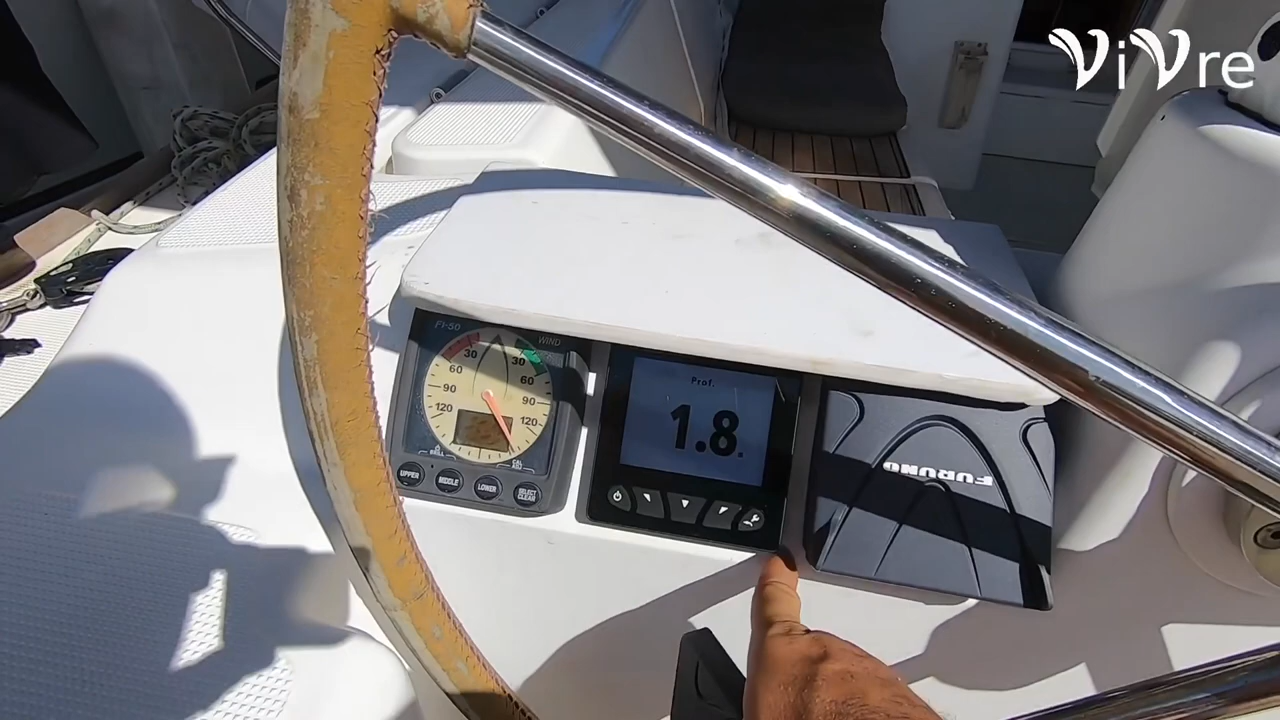 ViVre
FI-50
WIND
30 30
60 60
90 90
120 120
UPPER
MIDDLE
LOWER
SELECT
CLEAR
Prof.
1.8
FURUNO